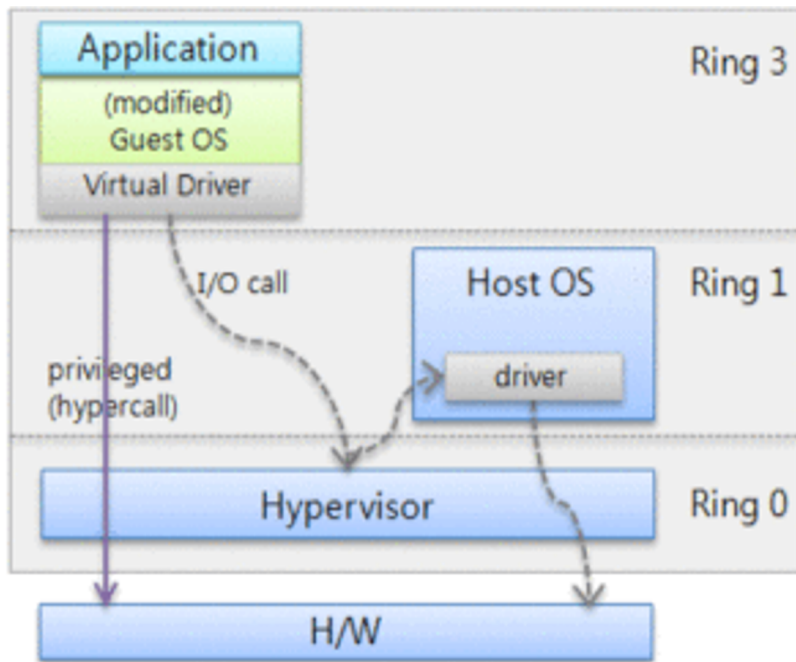 Application
Ring 3
(modified)
Guest OS
Virtual Driver
I/O call
Host OS
Ring 1
privileged
(hypercall)
driver
Hypervisor
Ring 0
H/W